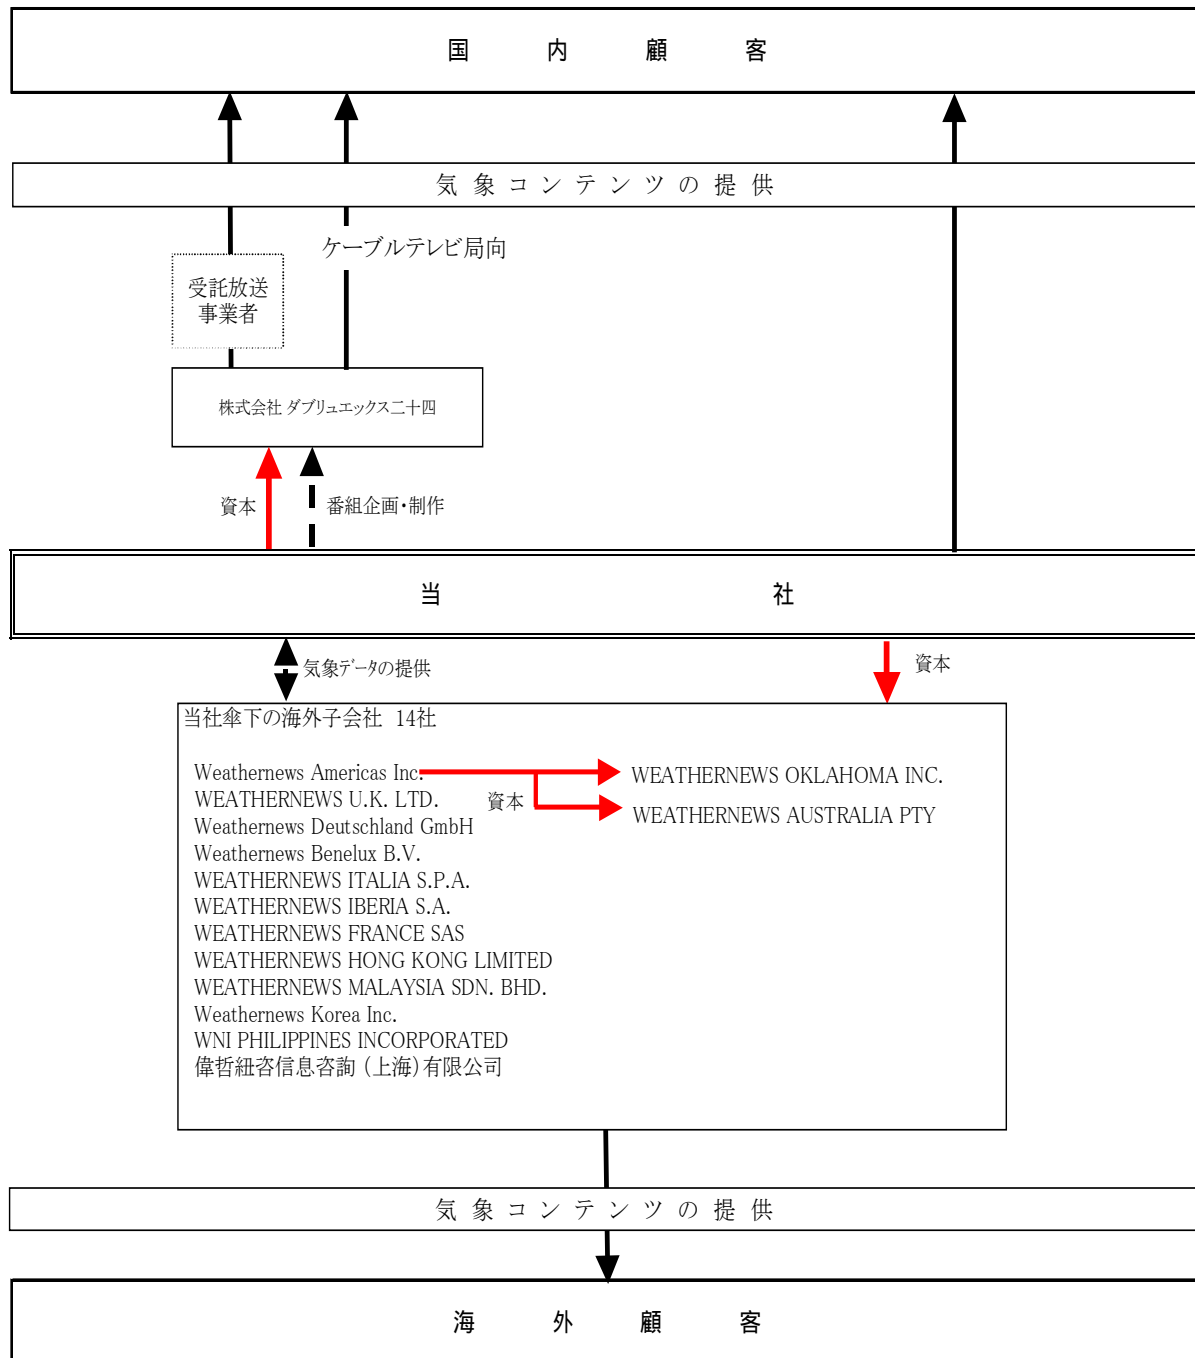 国内顧客
気象コンテンツの提供
ケーブルテレビ局向
受託放送
事業者
株式会社 ダブリュエックス二十四
資本
番組企画・制作
当社
気象データの提供
資本
当社傘下の海外子会社 14社
Weathernews Americas Inc.
WEATHERNEWS OKLAHOMA INC.
WEATHERNEWS U.K. LTD.
資本
WEATHERNEWS AUSTRALIA PTY
Weathernews Deutschland GmbH
Weathernews Benelux B.V.
WEATHERNEWS ITALIA S.P.A.
WEATHERNEWS IBERIA S.A.
WEATHERNEWS FRANCE SAS
WEATHERNEWS HONG KONG LIMITED
WEATHERNEWS MALAYSIA SDN. BHD.
Weathernews Korea Inc.
WNI PHILIPPINES INCORPORATED
偉哲紐咨信息咨詢（上海）有限公司
気象コンテンツの提供
海外顧客